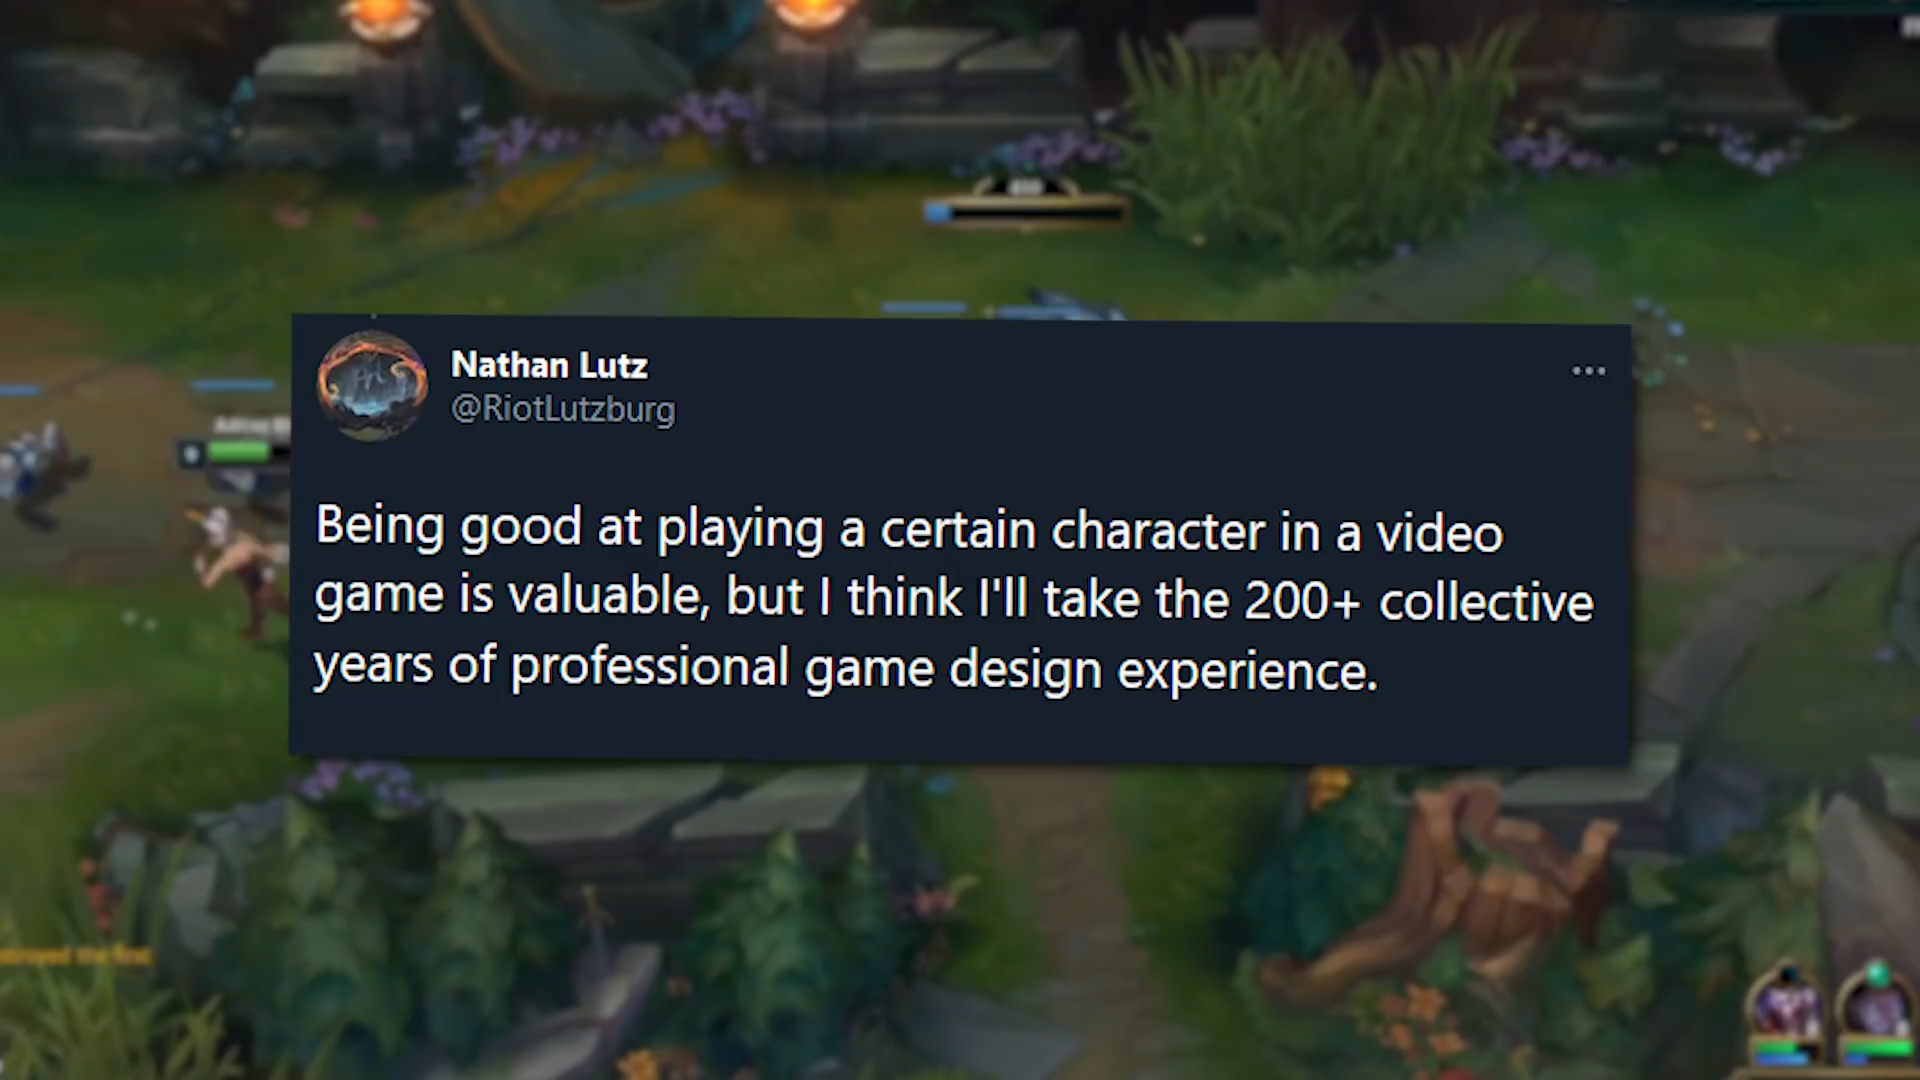 Nathan Lutz
@RiotLutzburg
Being good at playing a certain character in a video
game is valuable, but I think I'll take the 200+ collective
years of professional game design experience.